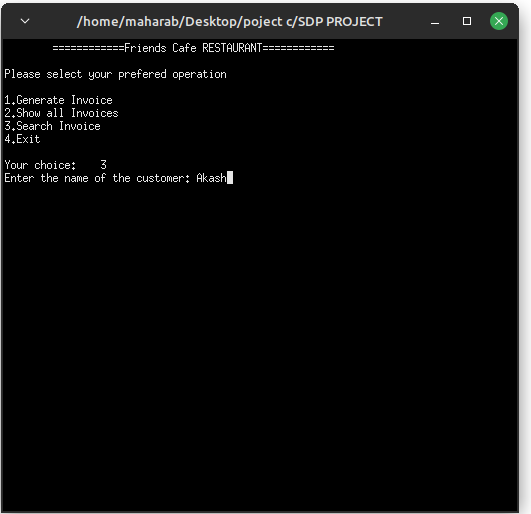 /home/maharab/Desktop/poject c/SDP PROJECT
============Friends Cafe RESTAURANT============
Please select your prefered operation
1.Generate Invoice
2.Show all Invoices
3.Search Invoice
4.Exit
Your choice: 3
Enter the name of the customer: Akash